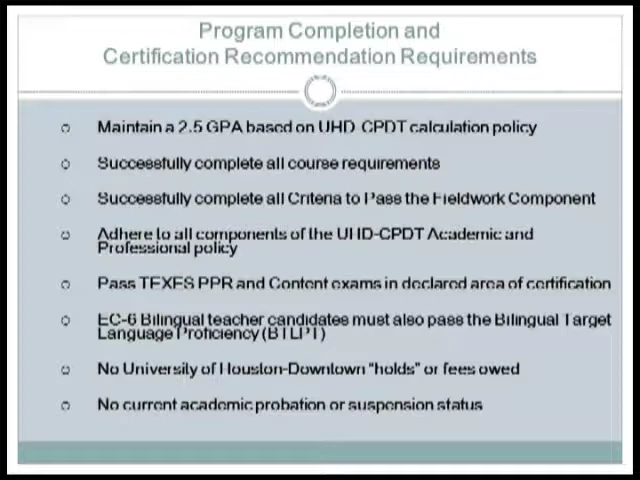 Program Completion and
Certification Recommendation Requirements
Maintain a 2.5 GPA based on UHD-CPDT calculation policy
Successfully complete all course requirements
Successfully complete all Criteria to Pass the Fieldwork Component
Adhere to all components of the UHD-CPDT Academic and
Professional policy
Pass TEXES PPR and Content exams in declared area of certification
EC-6 Bilingual teacher candidates must also pass the Bilingual Target
Language Proficiency (BTLPT)
No University of Houston-Downtown "holds" or fees owed
No current academic probation or suspension status